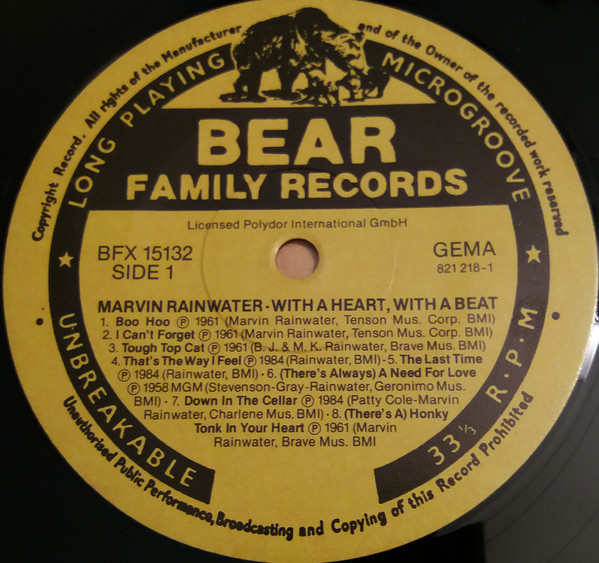 Copyright Record. All rights of the Manufacturer and of the Owner of the recorded work reserved
LONG PLAYING MICROGROOVE
BEAR
FAMILY RECORDS
Licensed Polydor International GmbH
BFX 15132
SIDE 1
GEMA
821 218-1
MARVIN RAINWATER - WITH A HEART, WITH A BEAT
1. Boo Hoo Ⓟ 1961 (Marvin Rainwater, Tenson Mus. Corp. BMI)
2. I Can't Forget Ⓟ 1961 (Marvin Rainwater, Tenson Mus. Corp. BMI)
3. Tough Top Cat Ⓟ 1961 (B. J. & M. K. Rainwater, Brave Mus. BMI)
4. That's The Way I Feel Ⓟ 1984 (Rainwater, BMI) · 5. The Last Time
Ⓟ 1984 (Rainwater, BMI) · 6. (There's Always) A Need For Love
Ⓟ 1958 MGM (Stevenson-Gray-Rainwater, Geronimo Mus.
BMI) - 7. Down In The Cellar Ⓟ 1984 (Patty Cole-Marvin
Rainwater, Charlene Mus. BMI) - 8. (There's A) Honky
Tonk In Your Heart Ⓟ 1961 (Marvin
Rainwater, Brave Mus. BMI
UNBREAKABLE
33 1/3 R·P·M
Unauthorised Public Performance, Broadcasting and Copying of this Record Prohibited